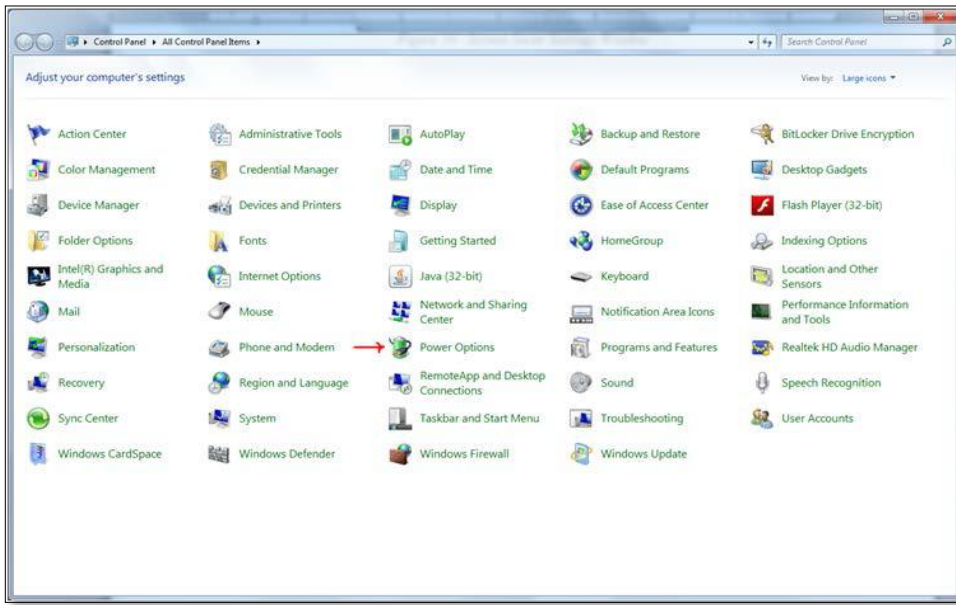 Control Panel All Control Panel Items
Search Control Panel
Adjust your computer's settings
View by: Large icons
Action Center
Administrative Tools
AutoPlay
Backup and Restore
BitLocker Drive Encryption
Color Management
Credential Manager
Date and Time
Default Programs
Desktop Gadgets
Device Manager
Devices and Printers
Display
Ease of Access Center
Flash Player (32-bit)
Folder Options
Fonts
Getting Started
HomeGroup
Indexing Options
Intel(R) Graphics and
Media
Internet Options
Java (32-bit)
Keyboard
Location and Other
Sensors
Mail
Mouse
Network and Sharing
Center
Notification Area Icons
Performance Information
and Tools
Personalization
Phone and Modem
Power Options
Programs and Features
Realtek HD Audio Manager
Recovery
Region and Language
RemoteApp and Desktop
Connections
Sound
Speech Recognition
Sync Center
System
Taskbar and Start Menu
Troubleshooting
User Accounts
Windows CardSpace
Windows Defender
Windows Firewall
Windows Update